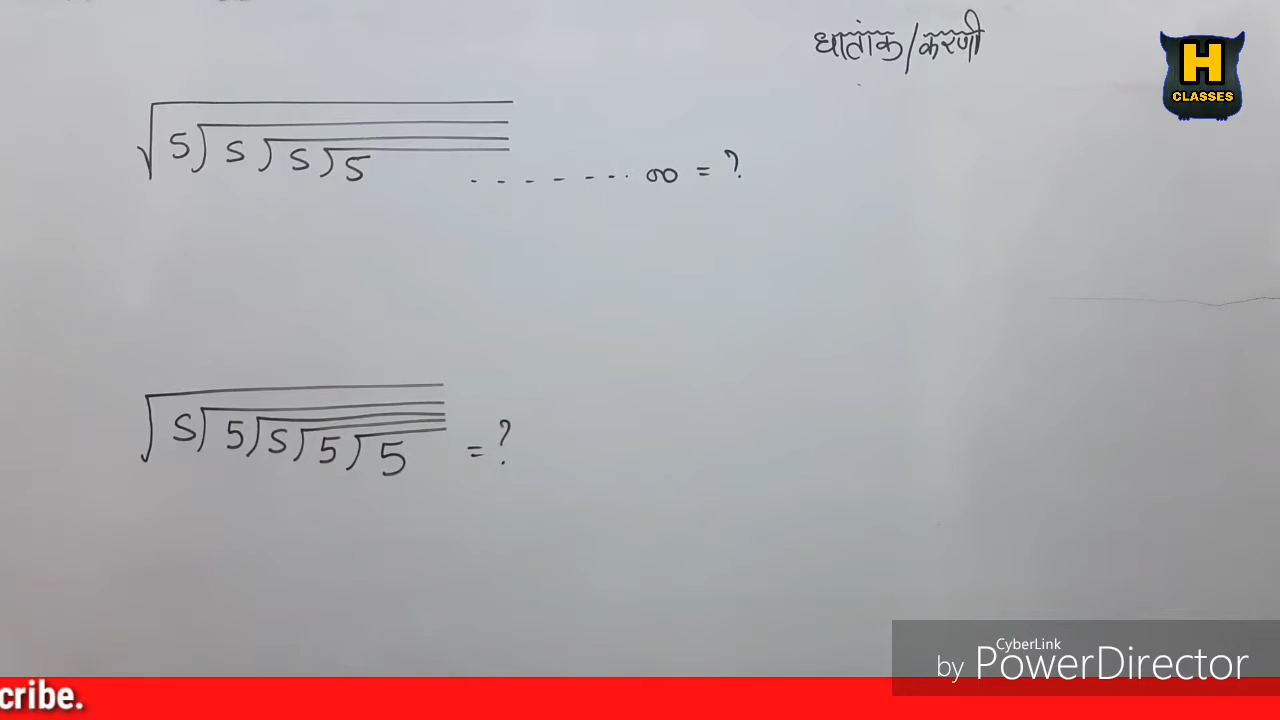 घातांक/करणी
H
CLASSES
√5√5√5√5 - - - - - - - ∞ = ?
√5√5√5√5√5 = ?
CyberLink
by PowerDirector
cribe.